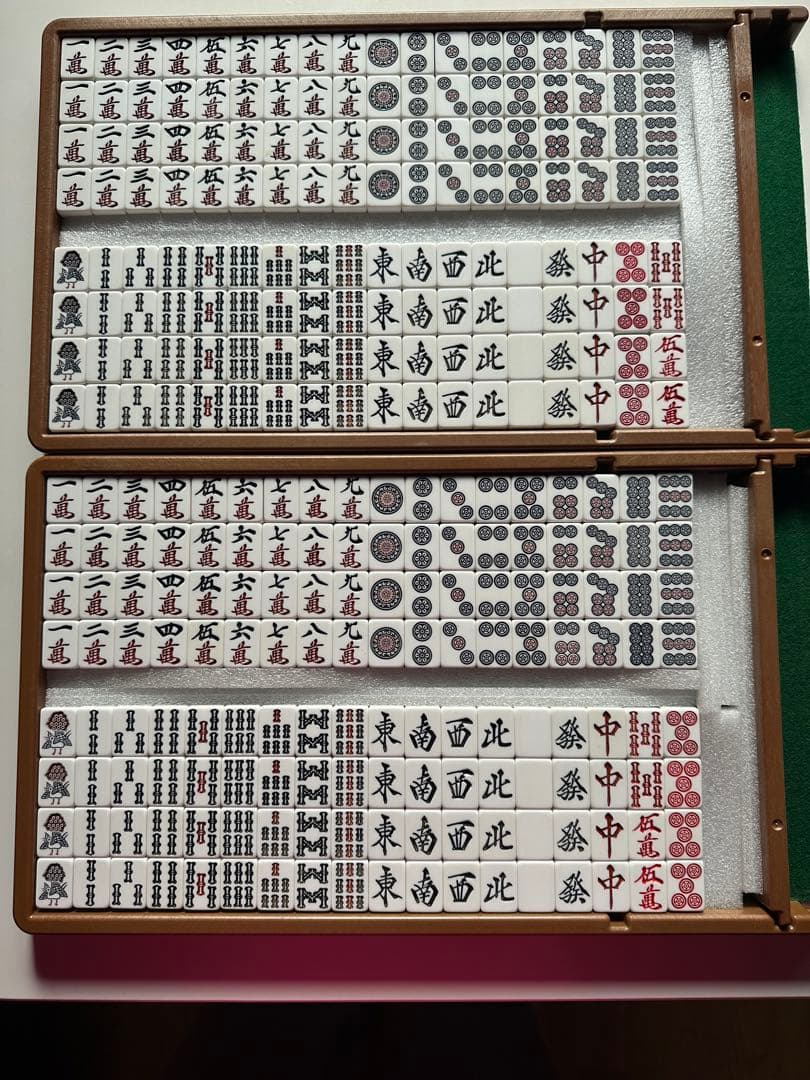 一 二 三 四 伍 六 七 八 九
萬 萬 萬 萬 萬 萬 萬 萬 萬
一 二 三 四 伍 六 七 八 九
萬 萬 萬 萬 萬 萬 萬 萬 萬
一 二 三 四 伍 六 七 八 九
萬 萬 萬 萬 萬 萬 萬 萬 萬
一 二 三 四 伍 六 七 八 九
萬 萬 萬 萬 萬 萬 萬 萬 萬
東 南 西 北 發 中
東 南 西 北 發 中
東 南 西 北 發 中 伍萬
東 南 西 北 發 中 伍萬
一 二 三 四 伍 六 七 八 九
萬 萬 萬 萬 萬 萬 萬 萬 萬
一 二 三 四 伍 六 七 八 九
萬 萬 萬 萬 萬 萬 萬 萬 萬
一 二 三 四 伍 六 七 八 九
萬 萬 萬 萬 萬 萬 萬 萬 萬
一 二 三 四 伍 六 七 八 九
萬 萬 萬 萬 萬 萬 萬 萬 萬
東 南 西 北 發 中
東 南 西 北 發 中
東 南 西 北 發 中 伍萬
東 南 西 北 發 中 伍萬